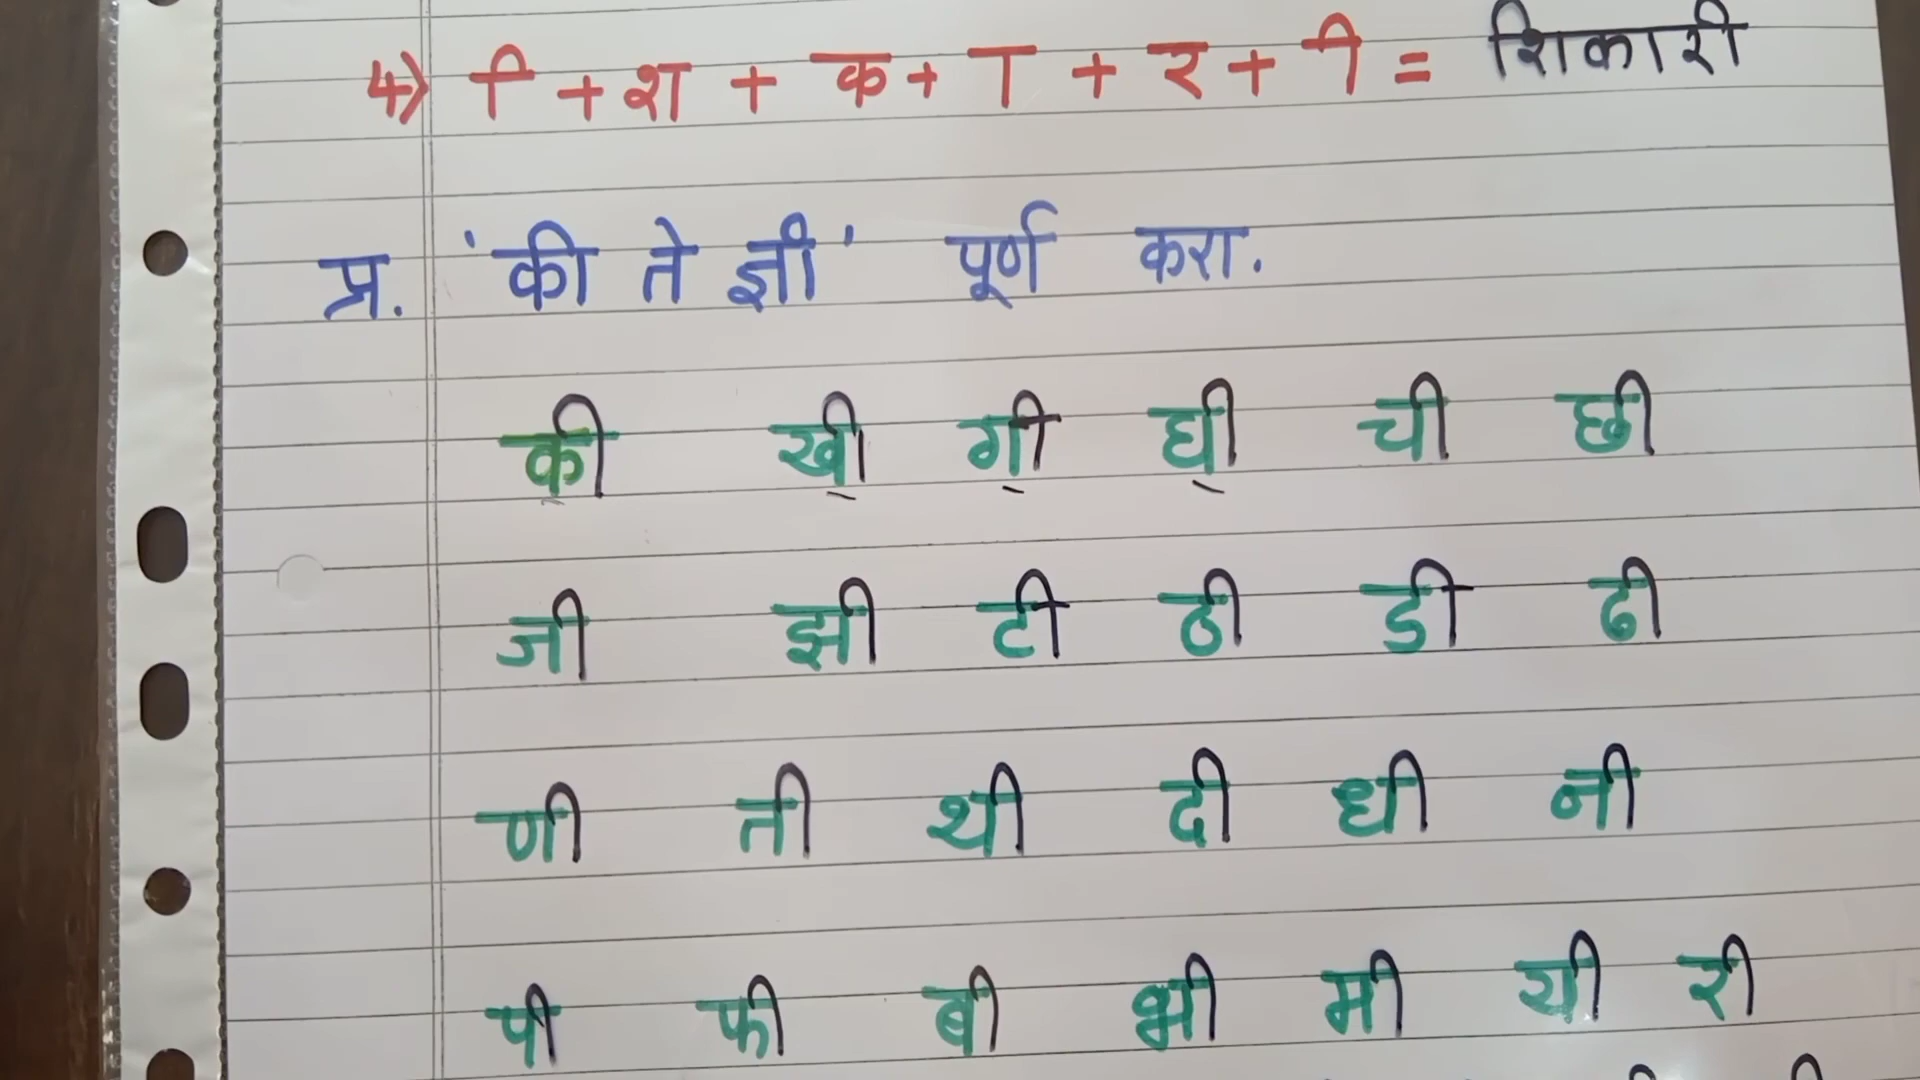 4) ि + श + क + ा + र + ी = शिकारी
प्र. 'की ते ज्ञी' पूर्ण करा.
की खी गी घी ची छी
जी झी टी ठी डी ढी
णी ती थी दी धी नी
पी फी बी भी मी यी री